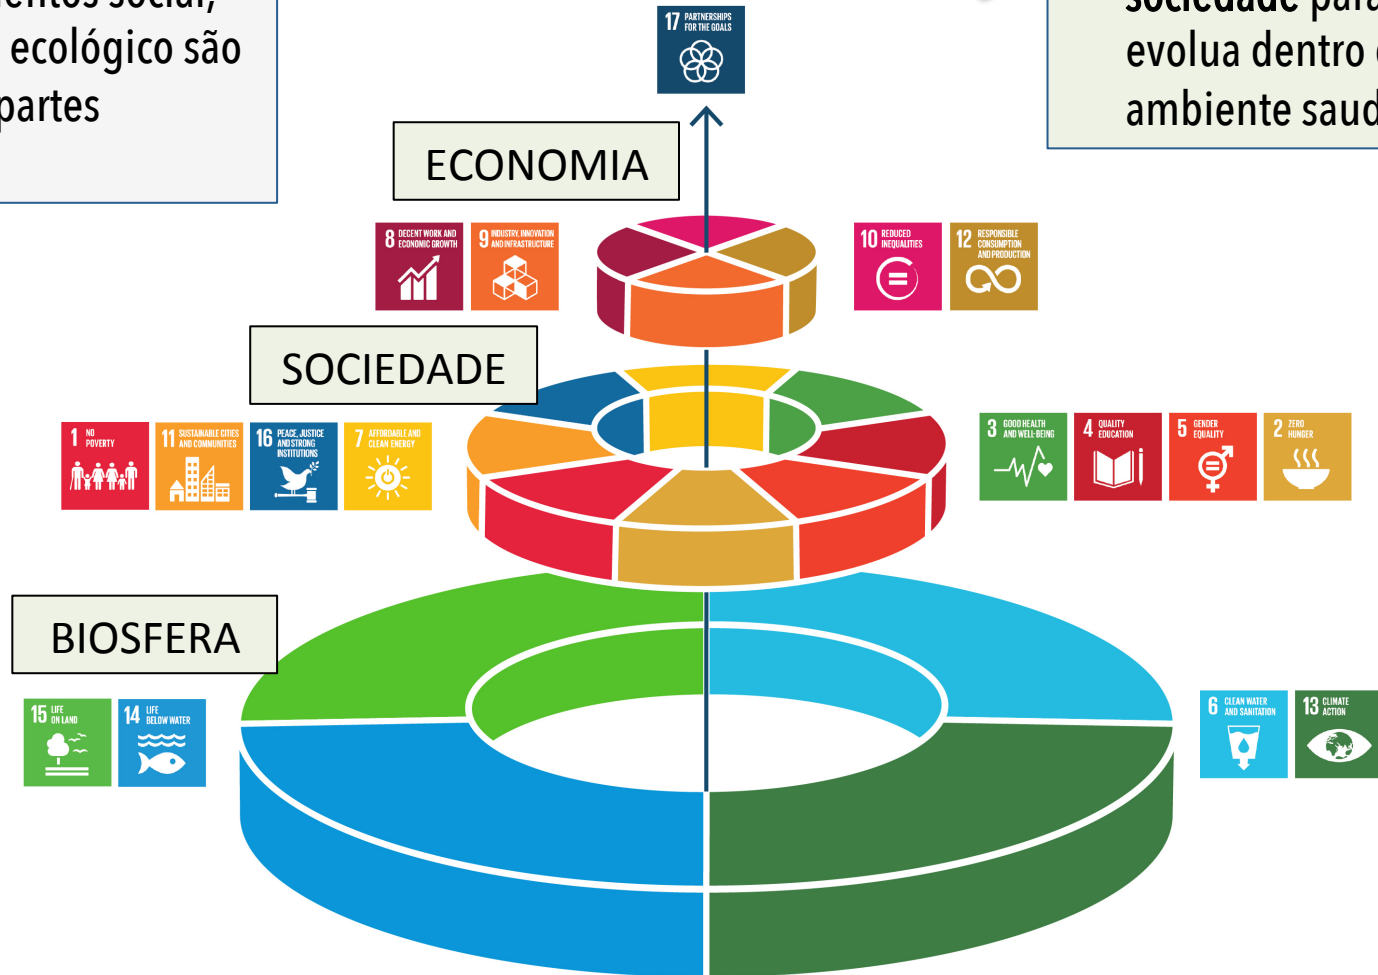 social,
ecológico são
partes
sociedade para
evolua dentro
ambiente
17 PARTNERSHIPS
FOR THE GOALS
ECONOMIA
8 DECENT WORK AND
ECONOMIC GROWTH
9 INDUSTRY, INNOVATION
AND INFRASTRUCTURE
10 REDUCED
INEQUALITIES
12 RESPONSIBLE
CONSUMPTION
AND PRODUCTION
SOCIEDADE
1 NO
POVERTY
11 SUSTAINABLE CITIES
AND COMMUNITIES
16 PEACE, JUSTICE
AND STRONG
INSTITUTIONS
7 AFFORDABLE AND
CLEAN ENERGY
3 GOOD HEALTH
AND WELL-BEING
4 QUALITY
EDUCATION
5 GENDER
EQUALITY
2 ZERO
HUNGER
BIOSFERA
15 LIFE
ON LAND
14 LIFE
BELOW WATER
6 CLEAN WATER
AND SANITATION
13 CLIMATE
ACTION